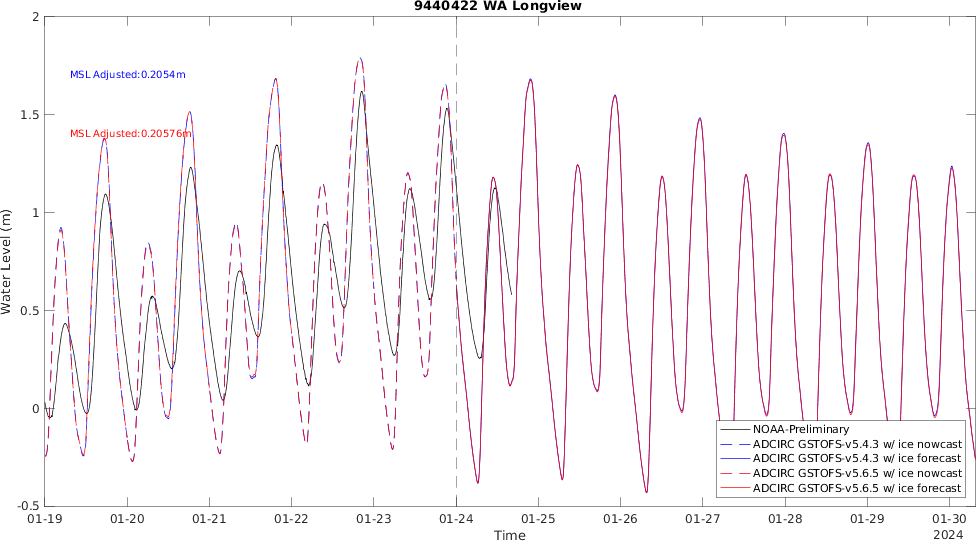 9440422 WA Longview
2
1.5
1
0.5
0
-0.5
Water Level (m)
MSL Adjusted:0.2054m
MSL Adjusted:0.20576m
NOAA-Preliminary
ADCIRC GSTOFS-v5.4.3 w/ ice nowcast
ADCIRC GSTOFS-v5.4.3 w/ ice forecast
ADCIRC GSTOFS-v5.6.5 w/ ice nowcast
ADCIRC GSTOFS-v5.6.5 w/ ice forecast
01-19 01-20 01-21 01-22 01-23 01-24 01-25 01-26 01-27 01-28 01-29 01-30
2024
Time